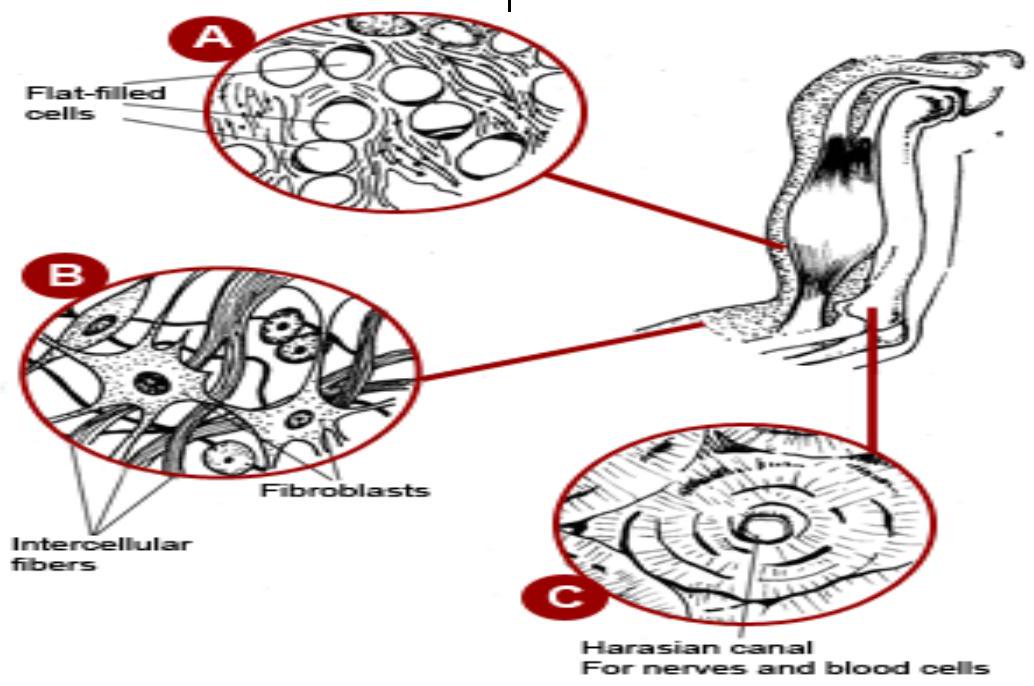 A
Flat-filled
cells
B
Fibroblasts
Intercellular
fibers
C
Harasian canal
For nerves and blood cells